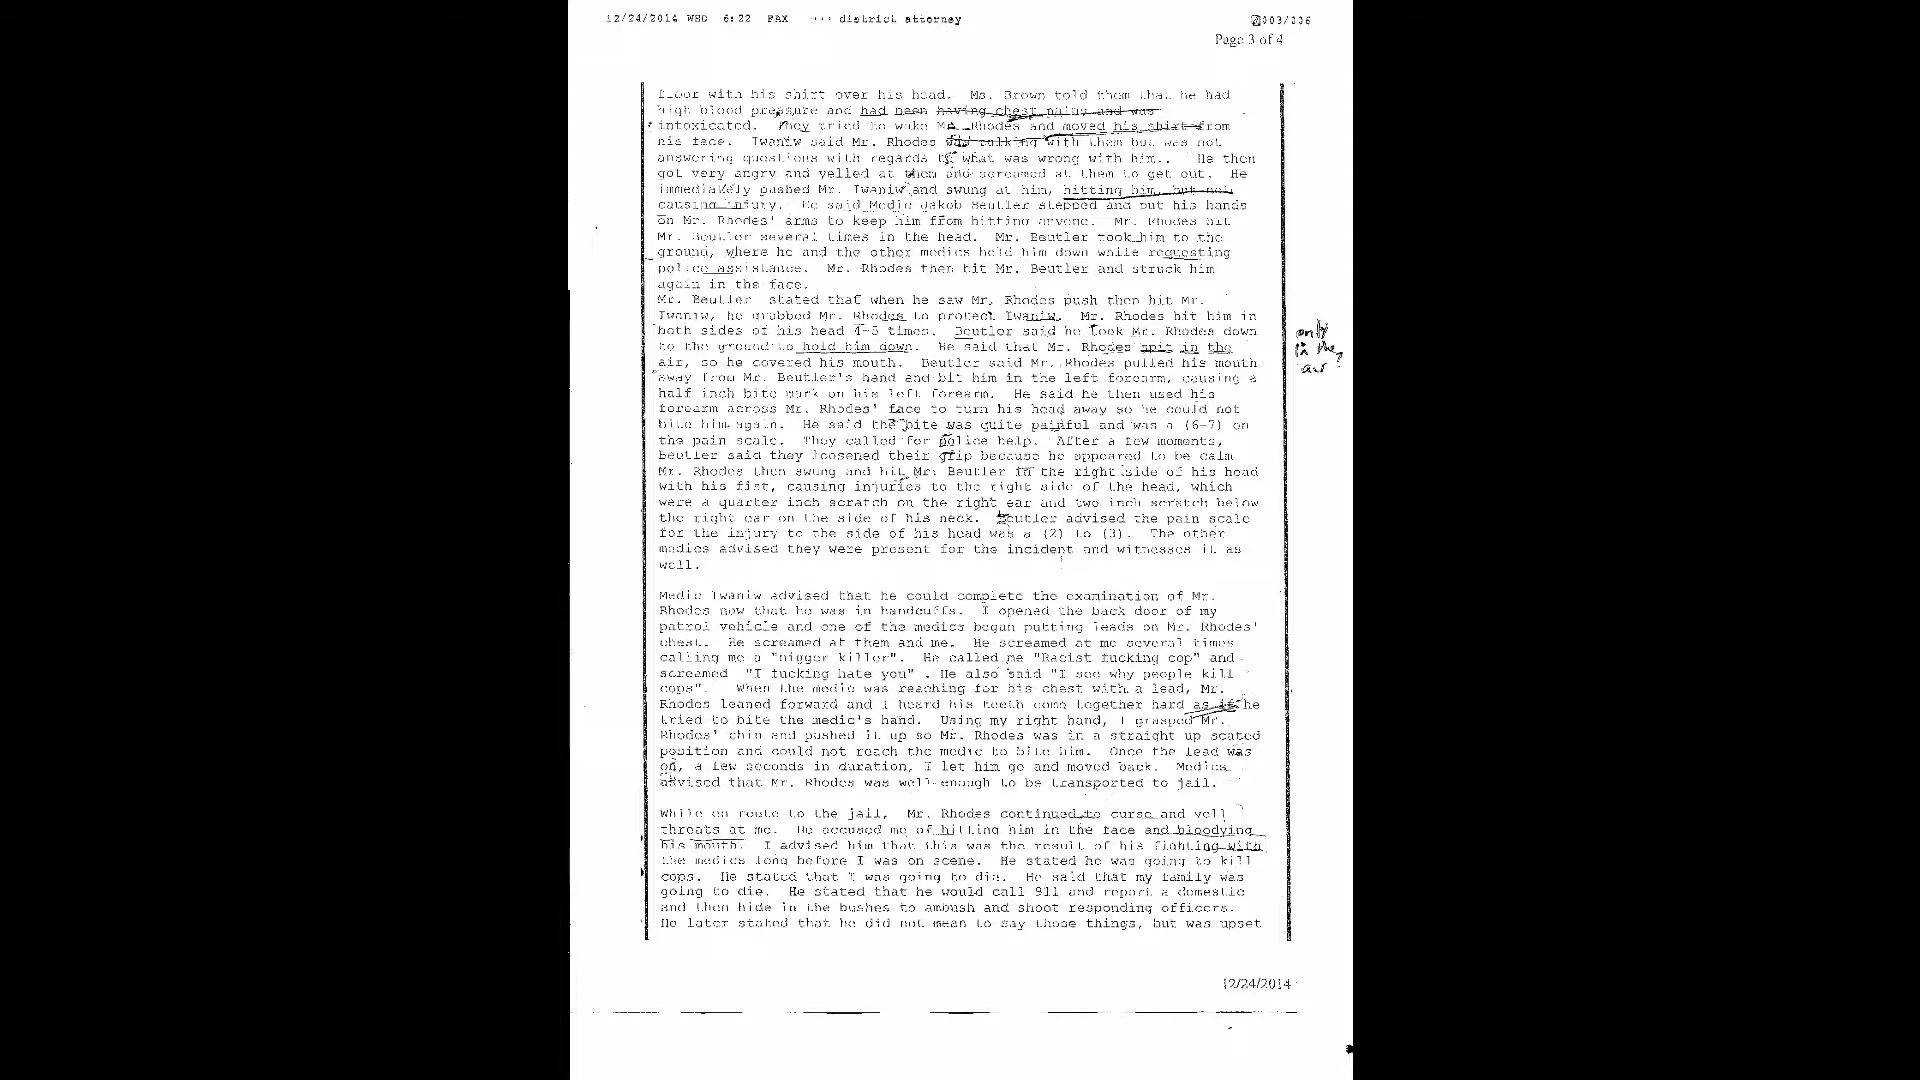 12/24/2014 WED 6:22 FAX ... district attorney 003/006
Page 3 of 4
floor with his shirt over his head. Ms. Brown told them that he had
high blood pressure and had been having chest pains and was
intoxicated. They tried to wake Mr. Rhodes and moved his shirt from
his face. Twaniw said Mr. Rhodes was talking with them but was not
answering questions with regards to what was wrong with him.. He then
got very angry and yelled at them and screamed at them to get out. He
immediately pushed Mr. Twaniw and swung at him, hitting him, but not
causing injury. He said Medic Jakob Beutler stepped and put his hands
on Mr. Rhodes' arms to keep him from hitting anyone. Mr. Rhodes hit
Mr. Beutler several times in the head. Mr. Beutler took him to the
ground, where he and the other medics held him down while requesting
police assistance. Mr. Rhodes then bit Mr. Beutler and struck him
again in the face.
Mr. Beutler stated that when he saw Mr. Rhodes push then hit Mr.
Twaniw, he grabbed Mr. Rhodes to protect Twaniw. Mr. Rhodes hit him in
both sides of his head 4-5 times. Beutler said he took Mr. Rhodes down
to the ground to hold him down. He said that Mr. Rhodes spit in the
air, so he covered his mouth. Beutler said Mr. Rhodes pulled his mouth
away from Mr. Beutler's hand and bit him in the left forearm, causing a
half inch bite mark on his left forearm. He said he then used his
forearm across Mr. Rhodes' face to turn his head away so he could not
bite him again. He said the bite was quite painful and was a (6-7) on
the pain scale. They called for police help. After a few moments,
Beutler said they loosened their grip because he appeared to be calm
Mr. Rhodes then swung and hit Mr. Beutler in the right side of his head
with his fist, causing injuries to the right side of the head, which
were a quarter inch scratch on the right ear and two inch scratch below
the right ear on the side of his neck. Beutler advised the pain scale
for the injury to the side of his head was a (2) to (3). The other
medics advised they were present for the incident and witnesses it as
well.
only
in the
air
Medic Twaniw advised that he could complete the examination of Mr.
Rhodes now that he was in handcuffs. I opened the back door of my
patrol vehicle and one of the medics began putting leads on Mr. Rhodes'
chest. He screamed at them and me. He screamed at me several times
calling me a "nigger killer". He called me "Racist fucking cop" and
screamed "I fucking hate you" . He also said "I see why people kill
cops". When the medic was reaching for his chest with a lead, Mr.
Rhodes leaned forward and I heard his teeth come together hard as if he
tried to bite the medic's hand. Using my right hand, I grasped Mr.
Rhodes' chin and pushed it up so Mr. Rhodes was in a straight up seated
position and could not reach the medic to bite him. Once the lead was
on, a few seconds in duration, I let him go and moved back. Medics
advised that Mr. Rhodes was well enough to be transported to jail.
While en route to the jail, Mr. Rhodes continued to curse and yell
threats at me. He accused me of hitting him in the face and bloodying
his mouth. I advised him that this was the result of his fighting with
the medics long before I was on scene. He stated he was going to kill
cops. He stated that I was going to die. He said that my family was
going to die. He stated that he would call 911 and report a domestic
and then hide in the bushes to ambush and shoot responding officers.
He later stated that he did not mean to say those things, but was upset
12/24/2014